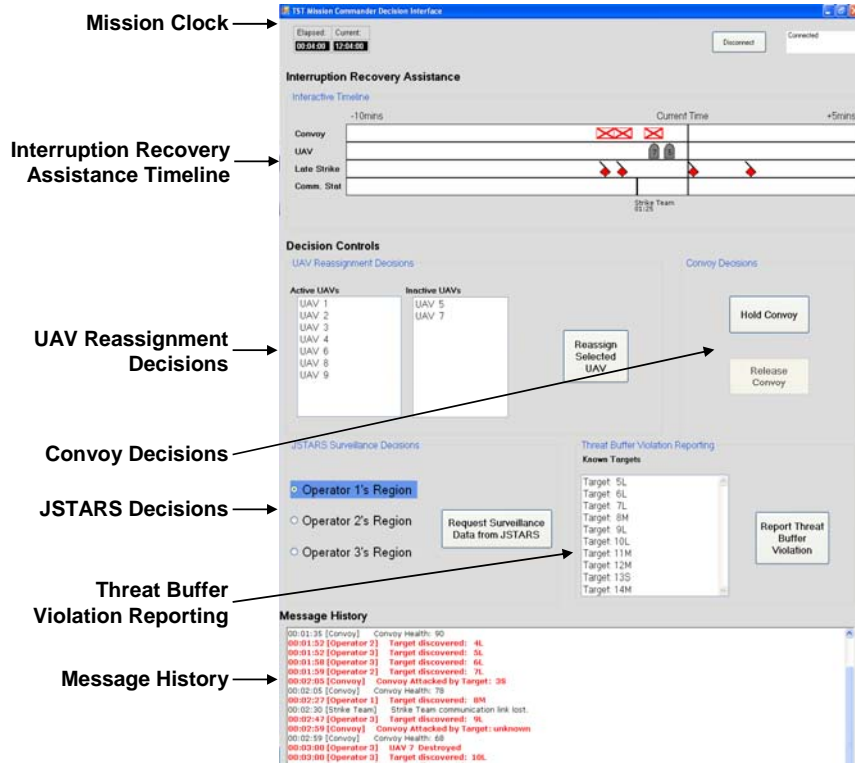 TST Mission Commander Decision Interface
Mission Clock
Elapsed: Current:
00:04:00 12:04:00
Disconnect
Connected
Interruption Recovery Assistance
Interactive Timeline
-10mins Current Time +5mins
Convoy
UAV
7 5
Interruption Recovery
Assistance Timeline
Late Strike
Comm. Stat
Strike Team
01:25
Decision Controls
UAV Reassignment Decisions
Convoy Decisions
Active UAVs Inactive UAVs
UAV 1 UAV 5
UAV 2 UAV 7
UAV 3
UAV 4
UAV 6
UAV 8
UAV 9
Reassign
Selected
UAV
Hold Convoy
Release
Convoy
UAV Reassignment
Decisions
Convoy Decisions
JSTARS Surveillance Decisions
Operator 1's Region
Operator 2's Region
Operator 3's Region
Request Surveillance
Data from JSTARS
JSTARS Decisions
Threat Buffer Violation Reporting
Known Targets
Target: 5L
Target: 6L
Target: 7L
Target: 8M
Target: 9L
Target: 10L
Target: 11M
Target: 12M
Target: 13S
Target: 14M
Report Threat
Buffer
Violation
Threat Buffer
Violation Reporting
Message History
Message History
00:01:35 [Convoy] Convoy Health: 90
00:01:52 [Operator 2] Target discovered: 4L
00:01:52 [Operator 3] Target discovered: 5L
00:01:58 [Operator 3] Target discovered: 6L
00:01:59 [Operator 2] Target discovered: 7L
00:02:05 [Convoy] Convoy Attacked by Target: 3S
00:02:05 [Convoy] Convoy Health: 78
00:02:27 [Operator 1] Target discovered: 8M
00:02:30 [Strike Team] Strike Team communication link lost.
00:02:47 [Operator 3] Target discovered: 9L
00:02:59 [Convoy] Convoy Attacked by Target: unknown
00:02:59 [Convoy] Convoy Health: 68
00:03:00 [Operator 3] UAV 7 Destroyed
00:03:00 [Operator 3] Target discovered: 10L